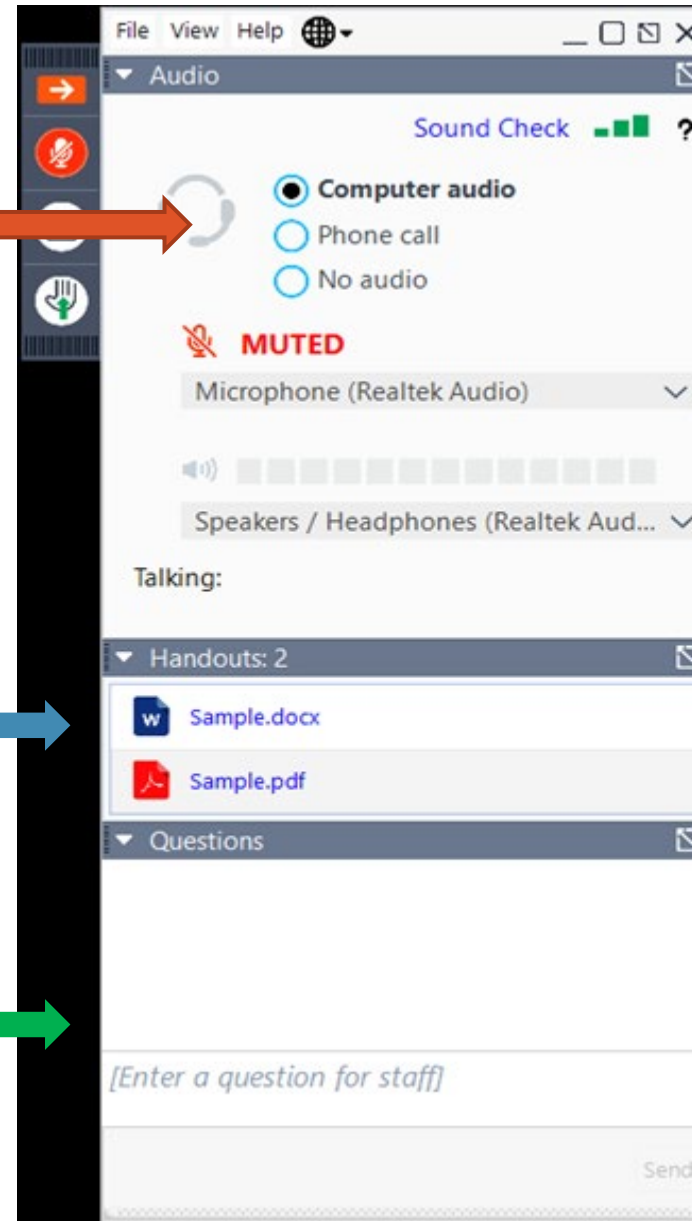 File View Help
Audio
Sound Check ?
Computer audio
Phone call
No audio
MUTED
Microphone (Realtek Audio)
Speakers / Headphones (Realtek Aud...
Talking:
Handouts: 2
W Sample.docx
Sample.pdf
Questions
[Enter a question for staff]
Send